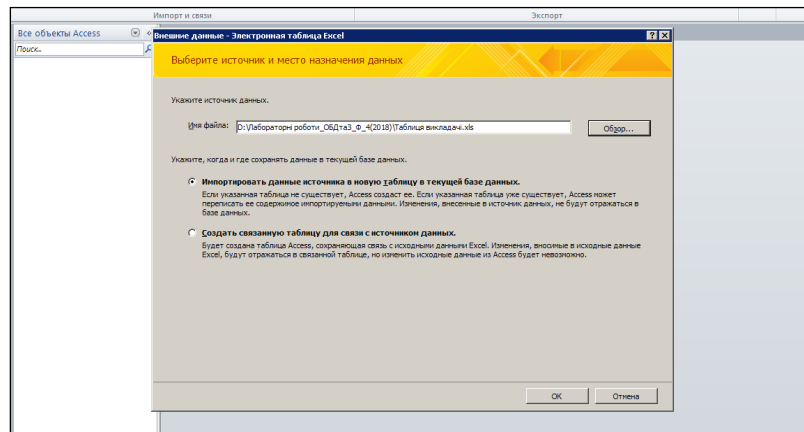 Импорт и связи
Экспорт
Все объекты Access
Поиск..
Внешние данные - Электронная таблица Excel
Выберите источник и место назначения данных
Укажите источник данных.
Имя файла: D:\Лабораторні роботи_ОБДтаЗ_Ф_4(2018)\Таблиця викладачі.xls
Обзор...
Укажите, когда и где сохранять данные в текущей базе данных.
Импортировать данные источника в новую таблицу в текущей базе данных.
Если указанная таблица не существует, Access создаст ее. Если указанная таблица уже существует, Access может
переписать ее содержимое импортируемыми данными. Изменения, внесенные в источник данных, не будут отражаться в
базе данных.
Создать связанную таблицу для связи с источником данных.
Будет создана таблица Access, сохраняющая связь с исходными данными Excel. Изменения, вносимые в исходные данные
Excel, будут отражаться в связанной таблице, но изменить исходные данные из Access будет невозможно.
ОК
Отмена